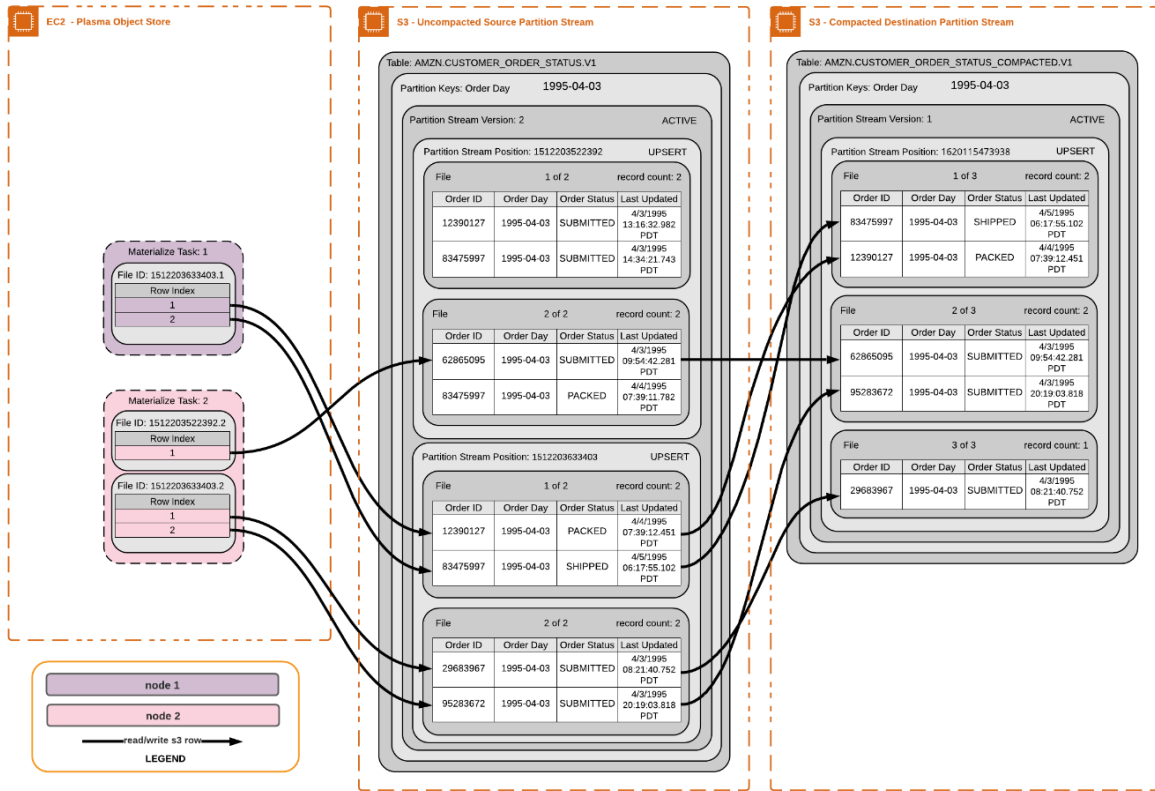 EC2 - Plasma Object Store
Materialize Task: 1
File ID: 1512203633403.1
Row Index
1
2
Materialize Task: 2
File ID: 1512203522392.2
Row Index
1
File ID: 1512203633403.2
Row Index
1
2
node 1
node 2
read/write s3 row
LEGEND
S3 - Uncompacted Source Partition Stream
Table: AMZN.CUSTOMER_ORDER_STATUS.V1
Partition Keys: Order Day 1995-04-03
Partition Stream Version: 2 ACTIVE
Partition Stream Position: 1512203522392 UPSERT
File 1 of 2 record count: 2
Order ID Order Day Order Status Last Updated
12390127 1995-04-03 SUBMITTED 4/3/1995 13:16:32.982 PDT
83475997 1995-04-03 SUBMITTED 4/3/1995 14:34:21.743 PDT
File 2 of 2 record count: 2
Order ID Order Day Order Status Last Updated
62865095 1995-04-03 SUBMITTED 4/3/1995 09:54:42.281 PDT
83475997 1995-04-03 PACKED 4/4/1995 07:39:11.782 PDT
Partition Stream Position: 1512203633403 UPSERT
File 1 of 2 record count: 2
Order ID Order Day Order Status Last Updated
12390127 1995-04-03 PACKED 4/4/1995 07:39:12.451 PDT
83475997 1995-04-03 SHIPPED 4/5/1995 06:17:55.102 PDT
File 2 of 2 record count: 2
Order ID Order Day Order Status Last Updated
29683967 1995-04-03 SUBMITTED 4/3/1995 08:21:40.752 PDT
95283672 1995-04-03 SUBMITTED 4/3/1995 20:19:03.818 PDT
S3 - Compacted Destination Partition Stream
Table: AMZN.CUSTOMER_ORDER_STATUS_COMPACTED.V1
Partition Keys: Order Day 1995-04-03
Partition Stream Version: 1 ACTIVE
Partition Stream Position: 1620115473938 UPSERT
File 1 of 3 record count: 2
Order ID Order Day Order Status Last Updated
83475997 1995-04-03 SHIPPED 4/5/1995 06:17:55.102 PDT
12390127 1995-04-03 PACKED 4/4/1995 07:39:12.451 PDT
File 2 of 3 record count: 2
Order ID Order Day Order Status Last Updated
62865095 1995-04-03 SUBMITTED 4/3/1995 09:54:42.281 PDT
95283672 1995-04-03 SUBMITTED 4/3/1995 20:19:03.818 PDT
File 3 of 3 record count: 1
Order ID Order Day Order Status Last Updated
29683967 1995-04-03 SUBMITTED 4/3/1995 08:21:40.752 PDT